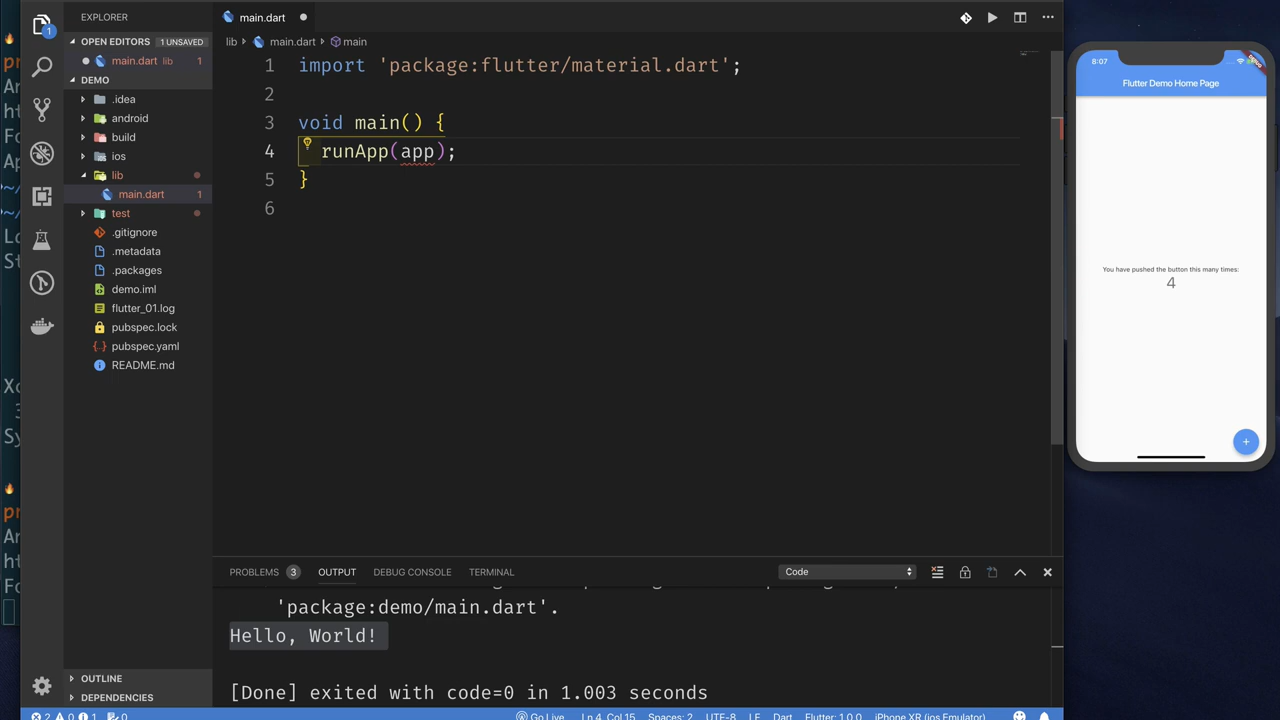 EXPLORER
OPEN EDITORS 1 UNSAVED
main.dart lib 1
DEMO
.idea
android
build
ios
lib
main.dart 1
test
.gitignore
.metadata
.packages
demo.iml
flutter_01.log
pubspec.lock
pubspec.yaml
README.md
OUTLINE
DEPENDENCIES
main.dart
lib main.dart main
1 import 'package:flutter/material.dart';
2
3 void main() {
4 runApp(app);
5 }
6
PROBLEMS 3 OUTPUT DEBUG CONSOLE TERMINAL Code
'package:demo/main.dart'.
Hello, World!
[Done] exited with code=0 in 1.003 seconds
2 0 1 0 Go Live Ln 4, Col 15 Spaces: 2 UTF-8 LF Dart Flutter: 1.0.0 iPhone XR (ios Emulator)
8:07
Flutter Demo Home Page
You have pushed the button this many times:
4
+